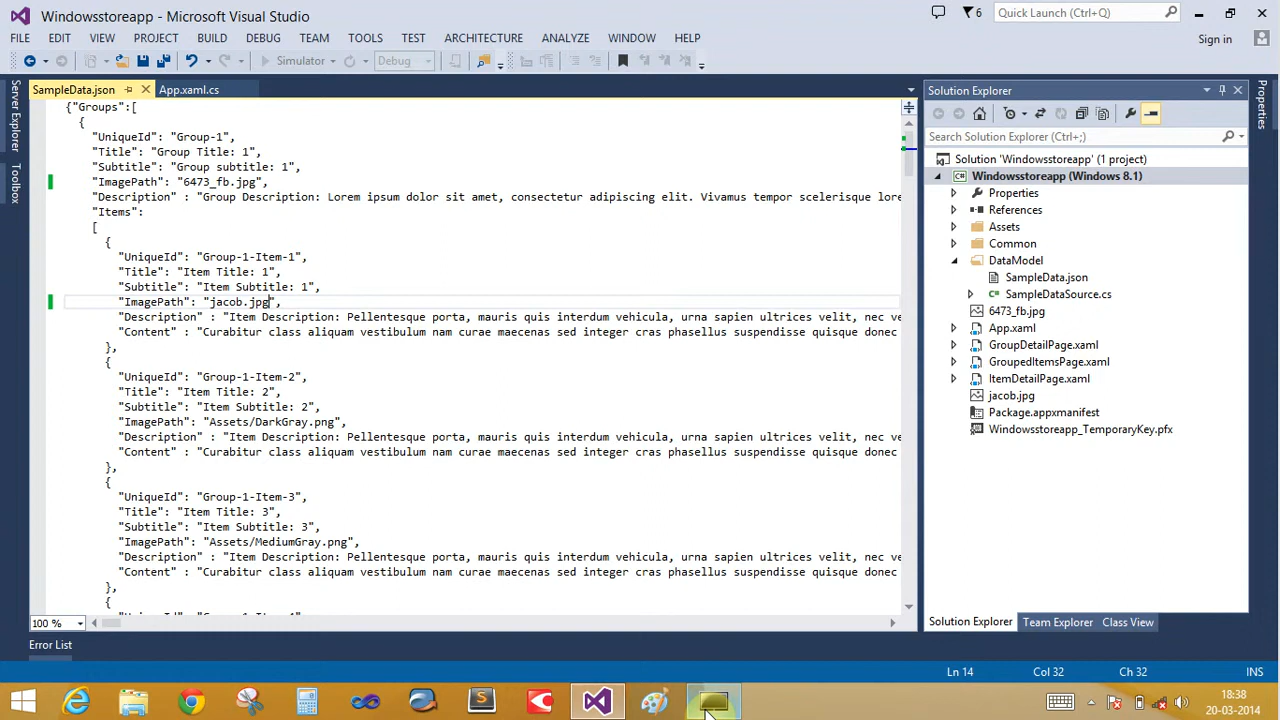 Windowsstoreapp - Microsoft Visual Studio
6
Quick Launch (Ctrl+Q)
FILE EDIT VIEW PROJECT BUILD DEBUG TEAM TOOLS TEST ARCHITECTURE ANALYZE WINDOW HELP
Sign in
Simulator
Debug
Server Explorer
Toolbox
SampleData.json
App.xaml.cs
{"Groups":[
{
"UniqueId": "Group-1",
"Title": "Group Title: 1",
"Subtitle": "Group subtitle: 1",
"ImagePath": "6473_fb.jpg",
"Description" : "Group Description: Lorem ipsum dolor sit amet, consectetur adipiscing elit. Vivamus tempor scelerisque lore
"Items":
[
{
"UniqueId": "Group-1-Item-1",
"Title": "Item Title: 1",
"Subtitle": "Item Subtitle: 1",
"ImagePath": "jacob.jpg",
"Description" : "Item Description: Pellentesque porta, mauris quis interdum vehicula, urna sapien ultrices velit, nec ve
"Content" : "Curabitur class aliquam vestibulum nam curae maecenas sed integer cras phasellus suspendisse quisque donec
},
{
"UniqueId": "Group-1-Item-2",
"Title": "Item Title: 2",
"Subtitle": "Item Subtitle: 2",
"ImagePath": "Assets/DarkGray.png",
"Description" : "Item Description: Pellentesque porta, mauris quis interdum vehicula, urna sapien ultrices velit, nec ve
"Content" : "Curabitur class aliquam vestibulum nam curae maecenas sed integer cras phasellus suspendisse quisque donec
},
{
"UniqueId": "Group-1-Item-3",
"Title": "Item Title: 3",
"Subtitle": "Item Subtitle: 3",
"ImagePath": "Assets/MediumGray.png",
"Description" : "Item Description: Pellentesque porta, mauris quis interdum vehicula, urna sapien ultrices velit, nec ve
"Content" : "Curabitur class aliquam vestibulum nam curae maecenas sed integer cras phasellus suspendisse quisque donec
},
{
100 %
Error List
Solution Explorer
Search Solution Explorer (Ctrl+;)
Solution 'Windowsstoreapp' (1 project)
Windowsstoreapp (Windows 8.1)
Properties
References
Assets
Common
DataModel
SampleData.json
SampleDataSource.cs
6473_fb.jpg
App.xaml
GroupDetailPage.xaml
GroupedItemsPage.xaml
ItemDetailPage.xaml
jacob.jpg
Package.appxmanifest
Windowsstoreapp_TemporaryKey.pfx
Solution Explorer Team Explorer Class View
Properties
Ln 14 Col 32 Ch 32 INS
18:38
20-03-2014